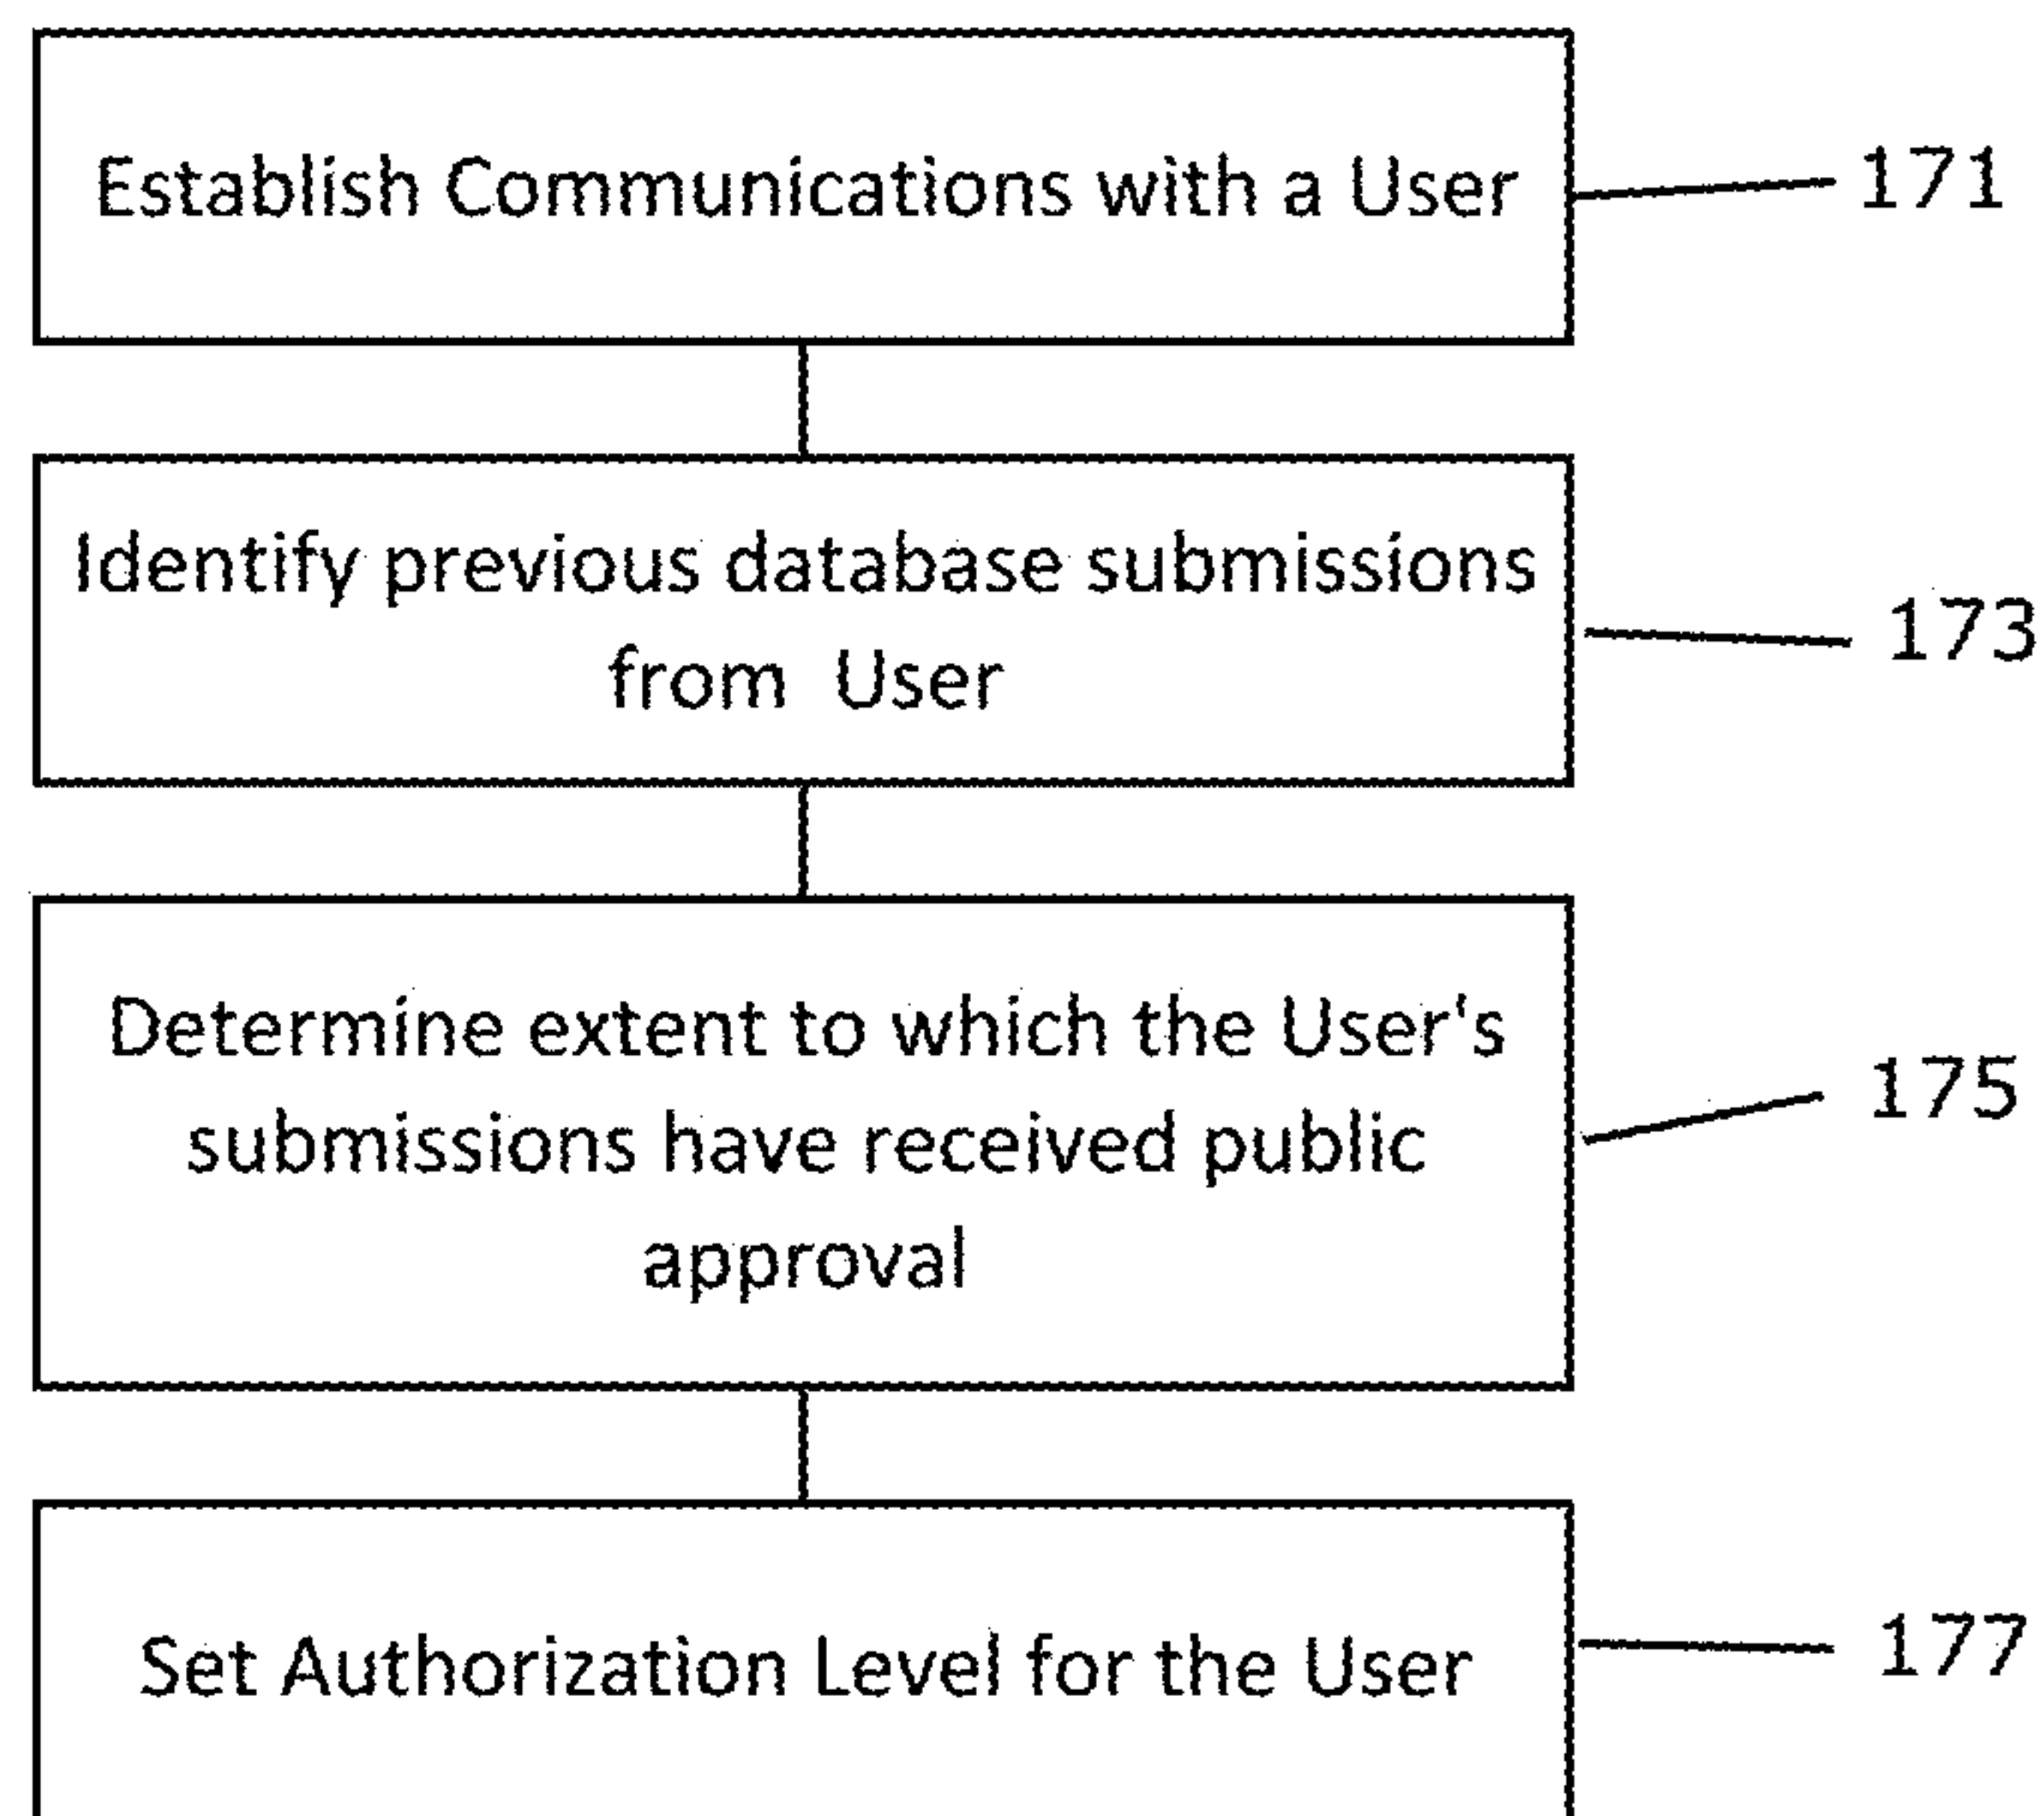 Establish Communications with a User
171
Identify previous database submissions
from User
173
Determine extent to which the User's
submissions have received public
approval
175
Set Authorization Level for the User
177